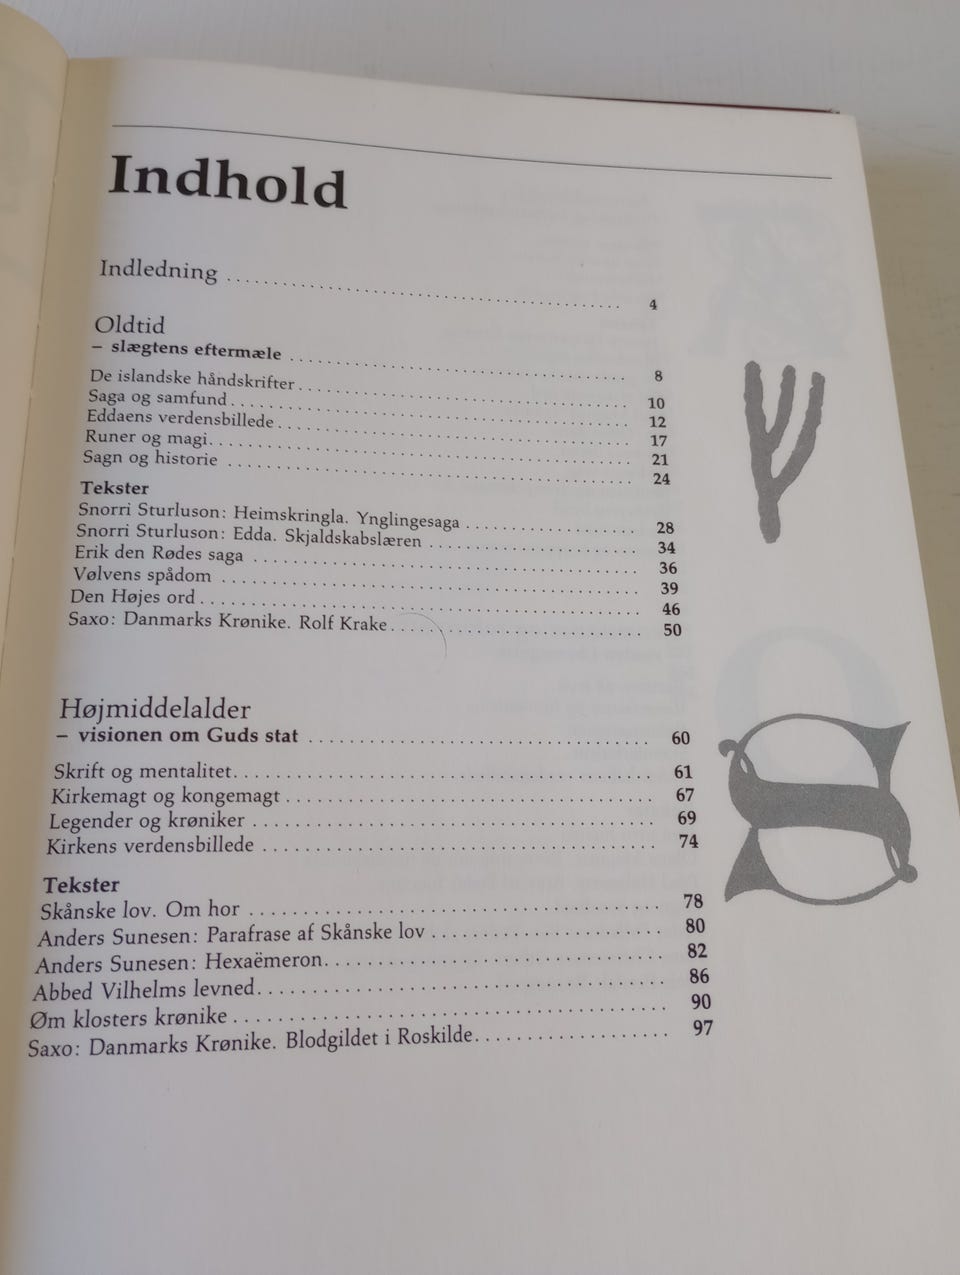 Indhold
Indledning ........................................ 4
Oldtid
– slægtens eftermæle ........................................ 8
De islandske håndskrifter ........................................ 10
Saga og samfund ........................................ 12
Eddaens verdensbillede ........................................ 17
Runer og magi ........................................ 21
Sagn og historie ........................................ 24
Tekster
Snorri Sturluson: Heimskringla. Ynglingesaga .................... 28
Snorri Sturluson: Edda. Skjaldskabslæren .................... 34
Erik den Rødes saga ........................................ 36
Vølvens spådom ........................................ 39
Den Højes ord ........................................ 46
Saxo: Danmarks Krønike. Rolf Krake .................... 50
Højmiddelalder
– visionen om Guds stat ........................................ 60
Skrift og mentalitet ........................................ 61
Kirkemagt og kongemagt ........................................ 67
Legender og krøniker ........................................ 69
Kirkens verdensbillede ........................................ 74
Tekster
Skånske lov. Om hor ........................................ 78
Anders Sunesen: Parafrase af Skånske lov .................... 80
Anders Sunesen: Hexaëmeron .................... 82
Abbed Vilhelms levned ........................................ 86
Øm klosters krønike ........................................ 90
Saxo: Danmarks Krønike. Blodgildet i Roskilde .................... 97